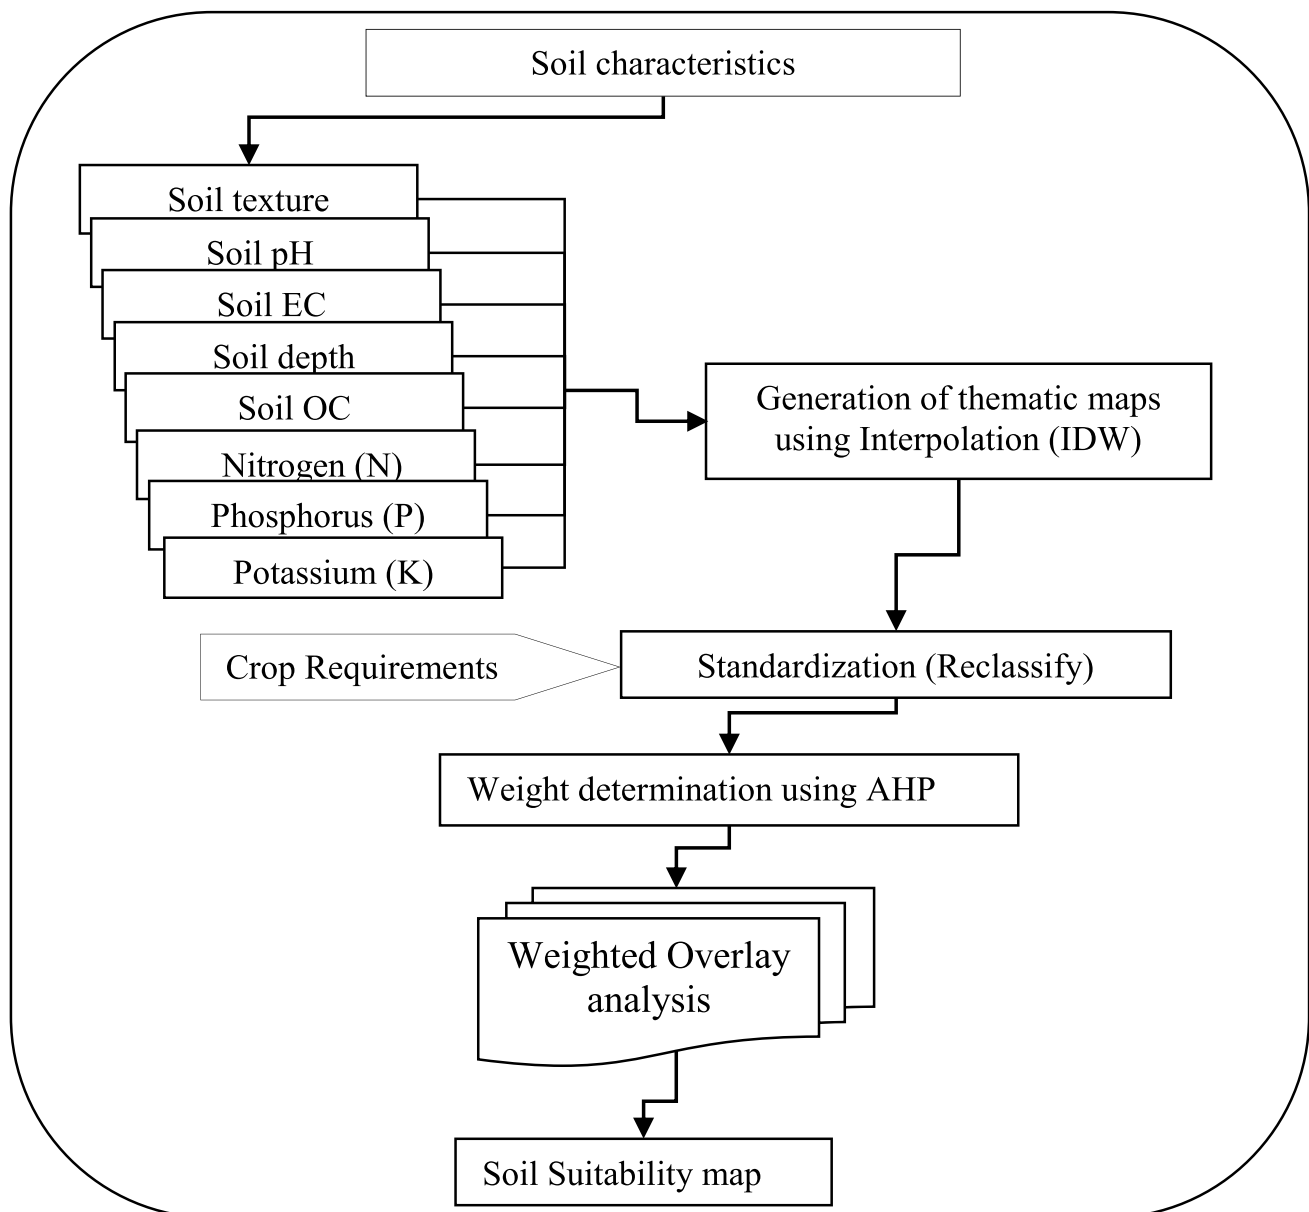 Soil characteristics
Soil texture
Soil pH
Soil EC
Soil depth
Soil OC
Nitrogen (N)
Phosphorus (P)
Potassium (K)
Generation of thematic maps
using Interpolation (IDW)
Crop Requirements
Standardization (Reclassify)
Weight determination using AHP
Weighted Overlay
analysis
Soil Suitability map